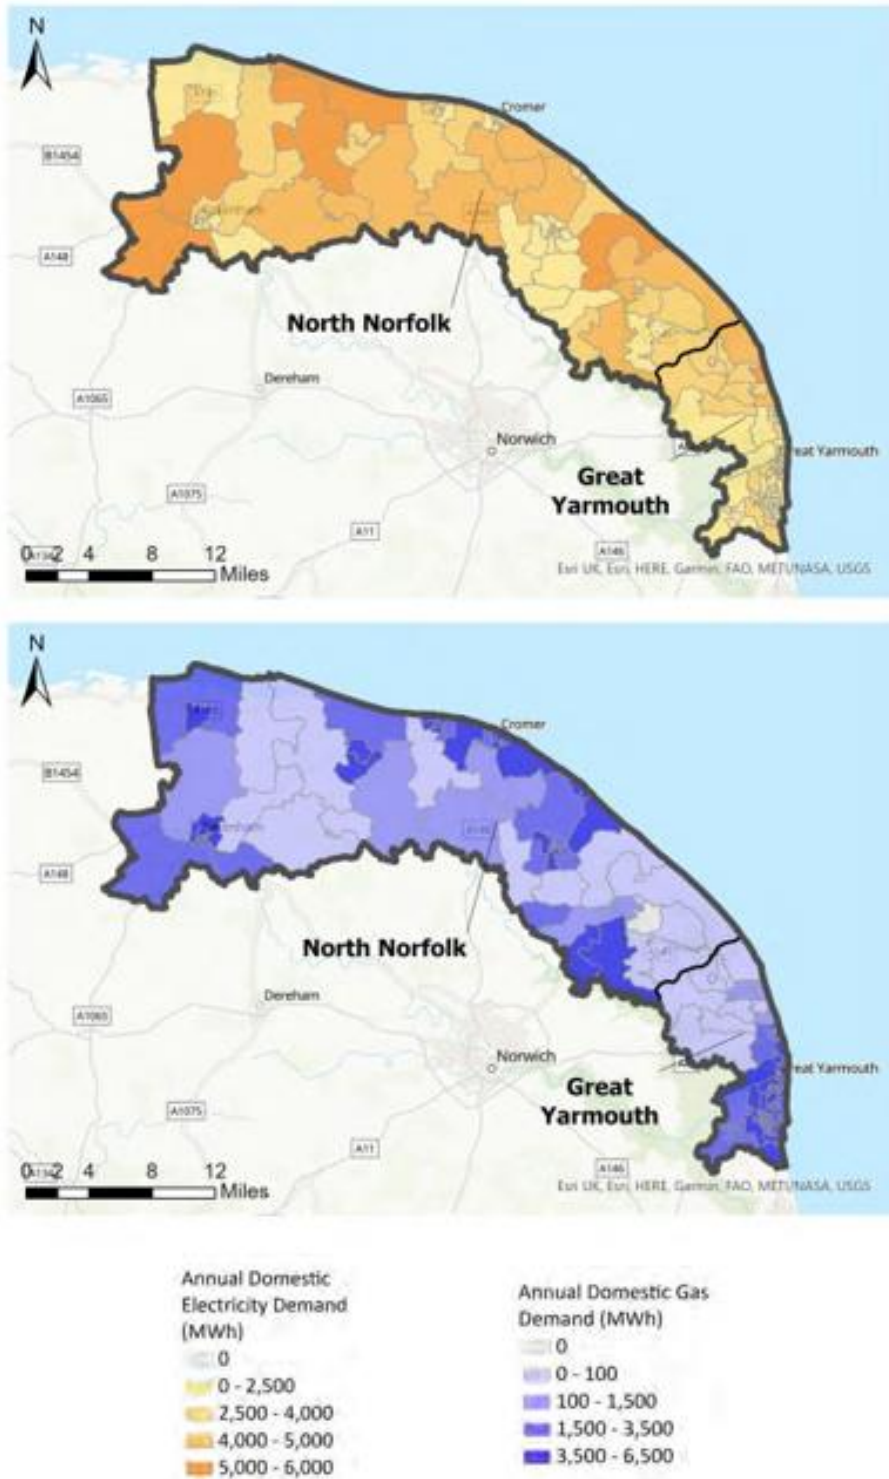 N
Cromer
B1454
A148
North Norfolk
Dereham
A1065
Norwich
Great
Yarmouth
Great Yarmouth
A1075
A11
A146
0 2 4 8 12
Miles
Esri UK, Esri, HERE, Garmin, FAO, METI/NASA, USGS
N
Cromer
B1454
A148
North Norfolk
Dereham
A1065
Norwich
Great
Yarmouth
Great Yarmouth
A1075
A11
A146
0 2 4 8 12
Miles
Esri UK, Esri, HERE, Garmin, FAO, METI/NASA, USGS
Annual Domestic
Electricity Demand
(MWh)
0
0 - 2,500
2,500 - 4,000
4,000 - 5,000
5,000 - 6,000
Annual Domestic Gas
Demand (MWh)
0
0 - 100
100 - 1,500
1,500 - 3,500
3,500 - 6,500